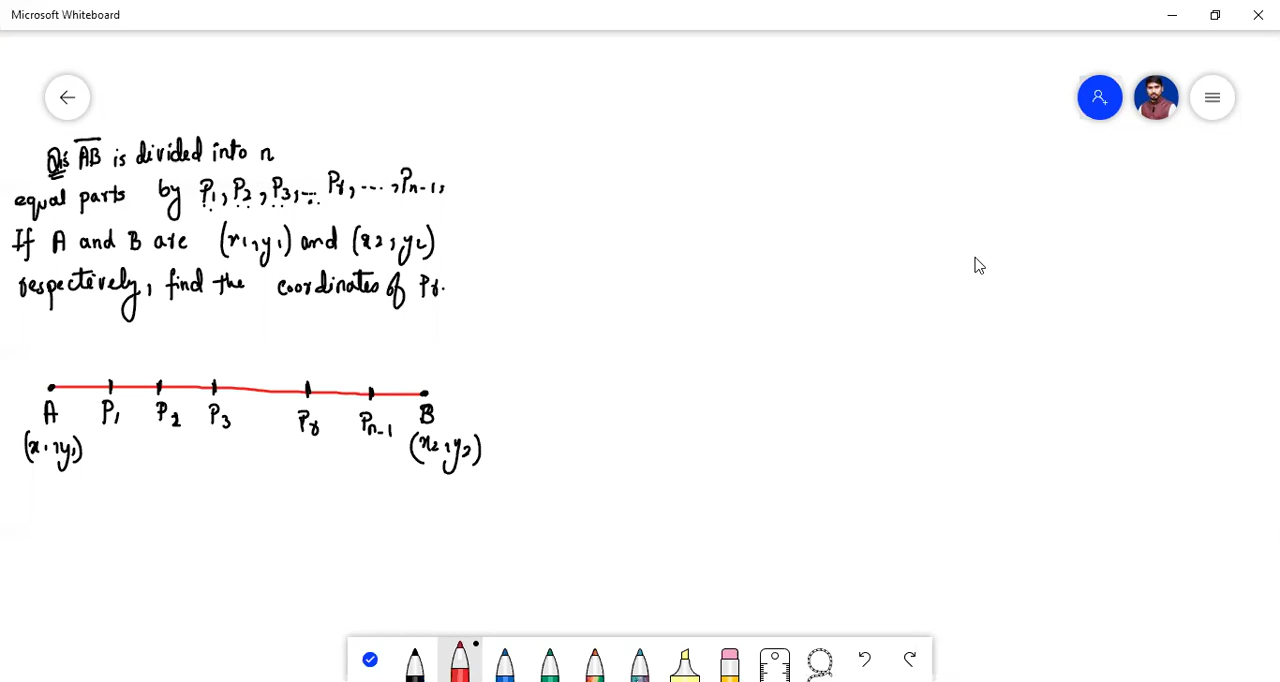 Microsoft Whiteboard
Q5: AB is divided into n
equal parts by P1, P2, P3, ... Pr, ...., Pn-1,
If A and B are (x1, y1) and (x2, y2)
respectively, find the coordinates of Pr.
A P1 P2 P3 Pr Pn-1 B
(x1, y1) (x2, y2)